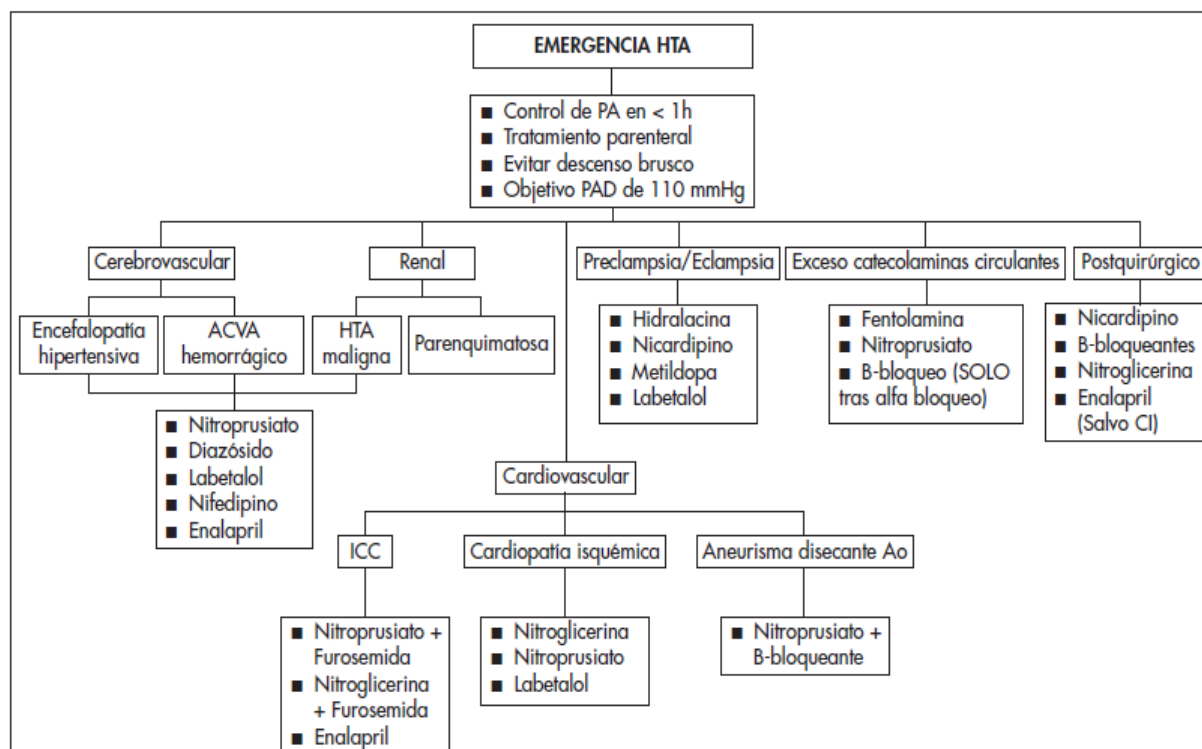 EMERGENCIA HTA
■ Control de PA en < 1h
■ Tratamiento parenteral
■ Evitar descenso brusco
■ Objetivo PAD de 110 mmHg
Cerebrovascular
Renal
Preclampsia/Eclampsia
Exceso catecolaminas circulantes
Postquirúrgico
Encefalopatía
hipertensiva
ACVA
hemorrágico
HTA
maligna
Parenquimatosa
■ Nitroprusiato
■ Diazósido
■ Labetalol
■ Nifedipino
■ Enalapril
■ Hidralacina
■ Nicardipino
■ Metildopa
■ Labetalol
■ Fentolamina
■ Nitroprusiato
■ B-bloqueo (SOLO
tras alfa bloqueo)
■ Nicardipino
■ B-bloqueantes
■ Nitroglicerina
■ Enalapril
(Salvo CI)
Cardiovascular
ICC
Cardiopatía isquémica
Aneurisma disecante Ao
■ Nitroprusiato +
Furosemida
■ Nitroglicerina
+ Furosemida
■ Enalapril
■ Nitroglicerina
■ Nitroprusiato
■ Labetalol
■ Nitroprusiato +
B-bloqueante